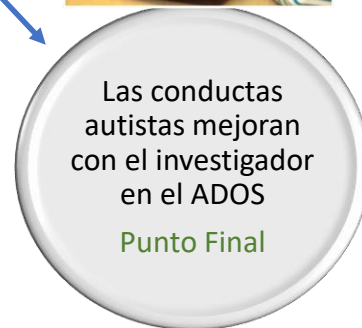 Las conductas
autistas mejoran
con el investigador
en el ADOS
Punto Final